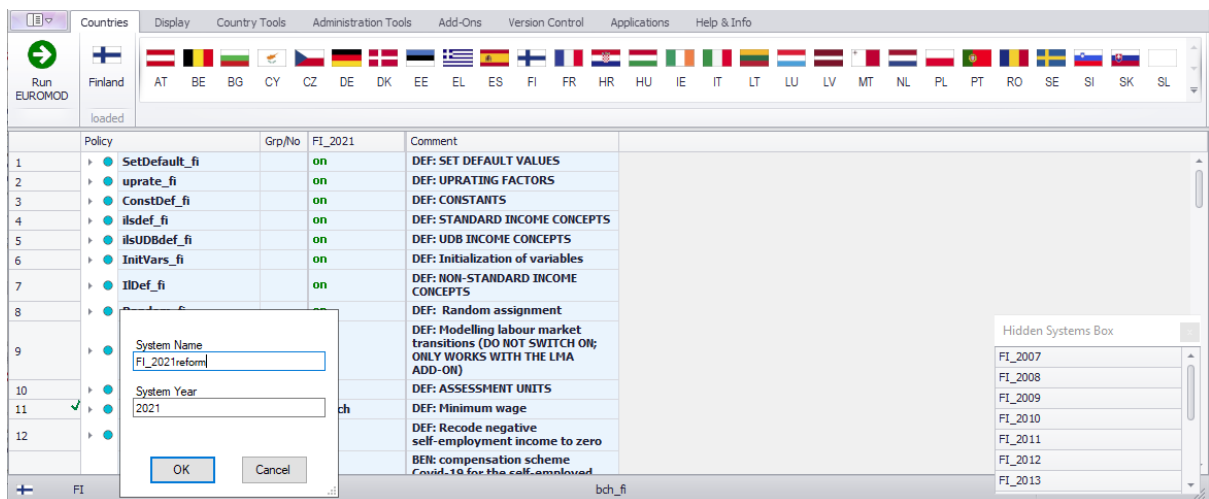 Countries Display Country Tools Administration Tools Add-Ons Version Control Applications Help & Info
Run EUROMOD
Finland
loaded
AT BE BG CY CZ DE DK EE EL ES FI FR HR HU IE IT LT LU LV MT NL PL PT RO SE SI SK SL
Policy Grp/No FI_2021 Comment
1 SetDefault_fi on DEF: SET DEFAULT VALUES
2 uprate_fi on DEF: UPRATING FACTORS
3 ConstDef_fi on DEF: CONSTANTS
4 ilsdef_fi on DEF: STANDARD INCOME CONCEPTS
5 ilsUDBdef_fi on DEF: UDB INCOME CONCEPTS
6 InitVars_fi on DEF: Initialization of variables
7 IlDef_fi on DEF: NON-STANDARD INCOME
CONCEPTS
8 DEF: Random assignment
9 DEF: Modelling labour market
transitions (DO NOT SWITCH ON;
ONLY WORKS WITH THE LMA
ADD-ON)
10 DEF: ASSESSMENT UNITS
11 DEF: Minimum wage
12 DEF: Recode negative
self-employment income to zero
BEN: compensation scheme
Covid-19 for the self-employed
System Name
FI_2021reform
System Year
2021
OK Cancel
Hidden Systems Box
FI_2007
FI_2008
FI_2009
FI_2010
FI_2011
FI_2012
FI_2013
FI bch_fi